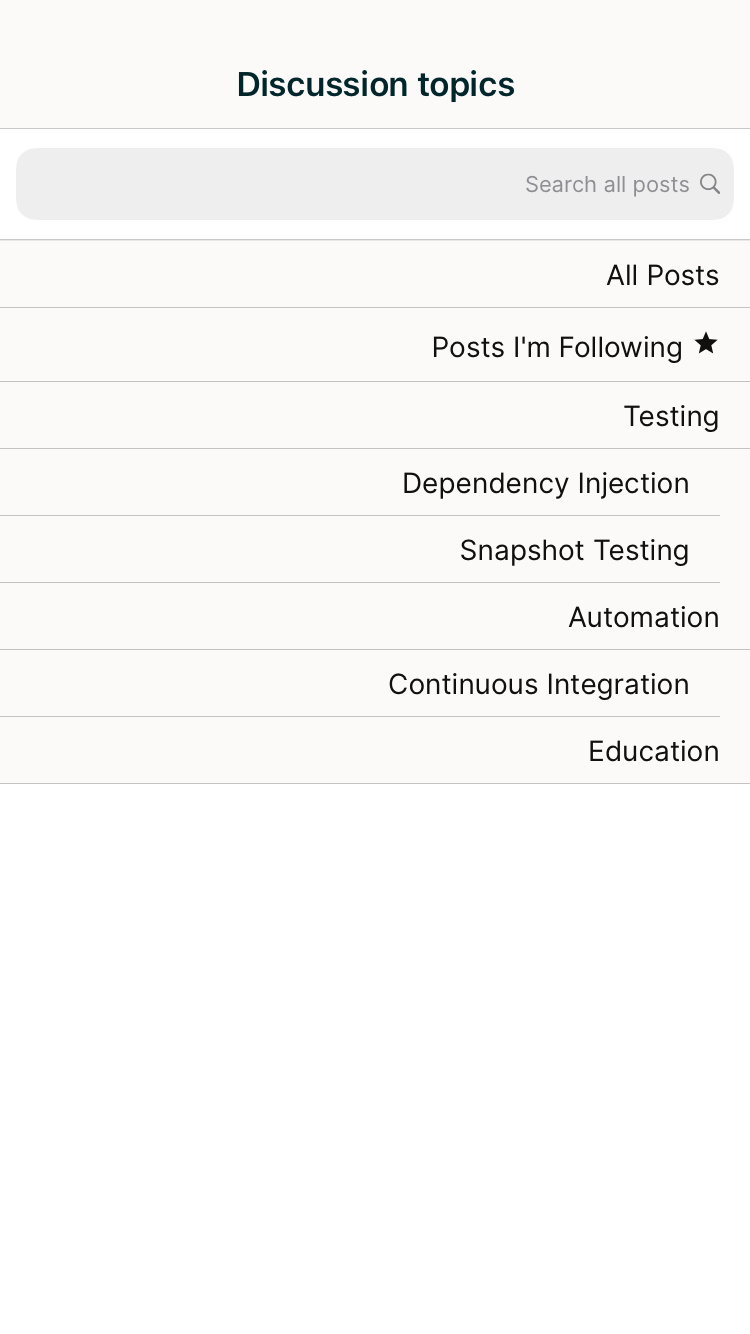 Discussion topics
Search all posts
All Posts
Posts I'm Following
Testing
Dependency Injection
Snapshot Testing
Automation
Continuous Integration
Education